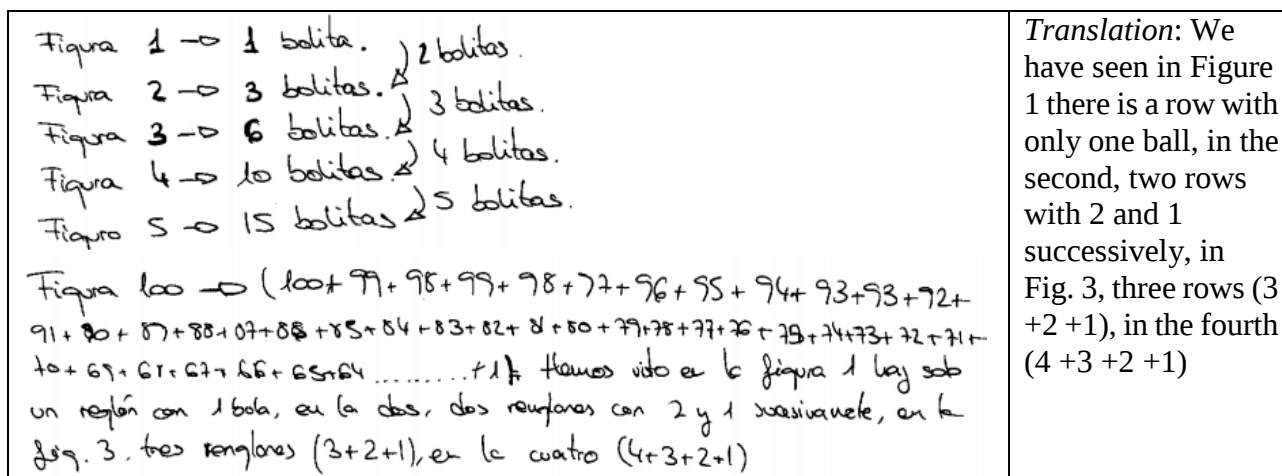 Figura 1 → 1 bolita.
2 bolitas.
Figura 2 → 3 bolitas.
3 bolitas.
Figura 3 → 6 bolitas.
4 bolitas.
Figura 4 → 10 bolitas.
5 bolitas.
Figuro 5 → 15 bolitas
Figura 100 → (100+ 99+ 98+ 99+ 98+77+ 96+ 95+ 94+ 93+93+92+
91+ 90+ 89+88+ 87+ 86 +85+ 84+83+82+ 81+80+79+78+77+76+75+74+73+72+71+
70+ 69+ 68+ 67+ 66+ 65+64 .........+1) Hemos visto en la figura 1 hay solo
un reglón con 1 bola, en la dos, dos renglones con 2 y 1 en la
fig. 3, tres renglones (3+2+1), en la cuatro (4+3+2+1)
Translation: We
have seen in Figure
1 there is a row with
only one ball, in the
second, two rows
with 2 and 1
successively, in
Fig. 3, three rows (3
+2 +1), in the fourth
(4 +3 +2 +1)